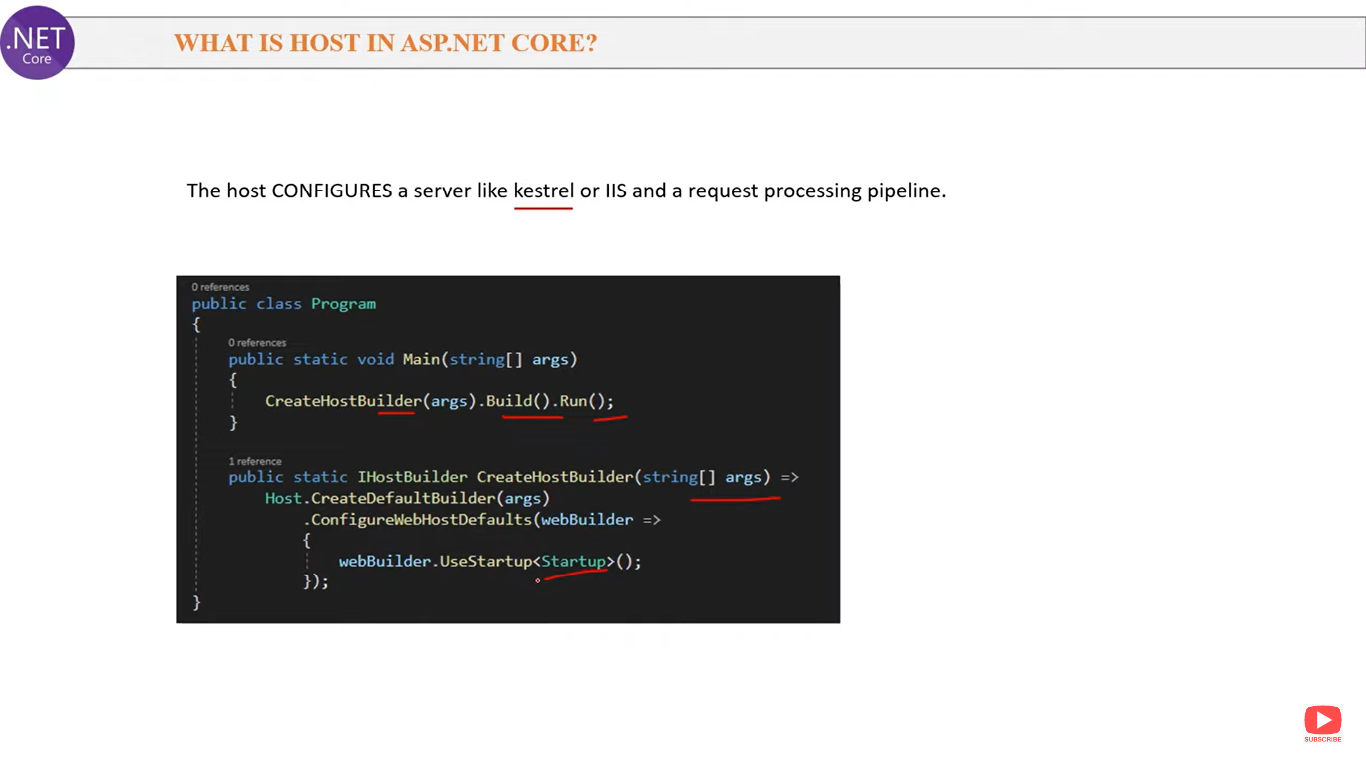 .NET
Core
WHAT IS HOST IN ASP.NET CORE?
The host CONFIGURES a server like kestrel or IIS and a request processing pipeline.
0 references
public class Program
{
0 references
public static void Main(string[] args)
{
CreateHostBuilder(args).Build().Run();
}
1 reference
public static IHostBuilder CreateHostBuilder(string[] args) =>
Host.CreateDefaultBuilder(args)
.ConfigureWebHostDefaults(webBuilder =>
{
webBuilder.UseStartup<Startup>();
});
}
SUBSCRIBE